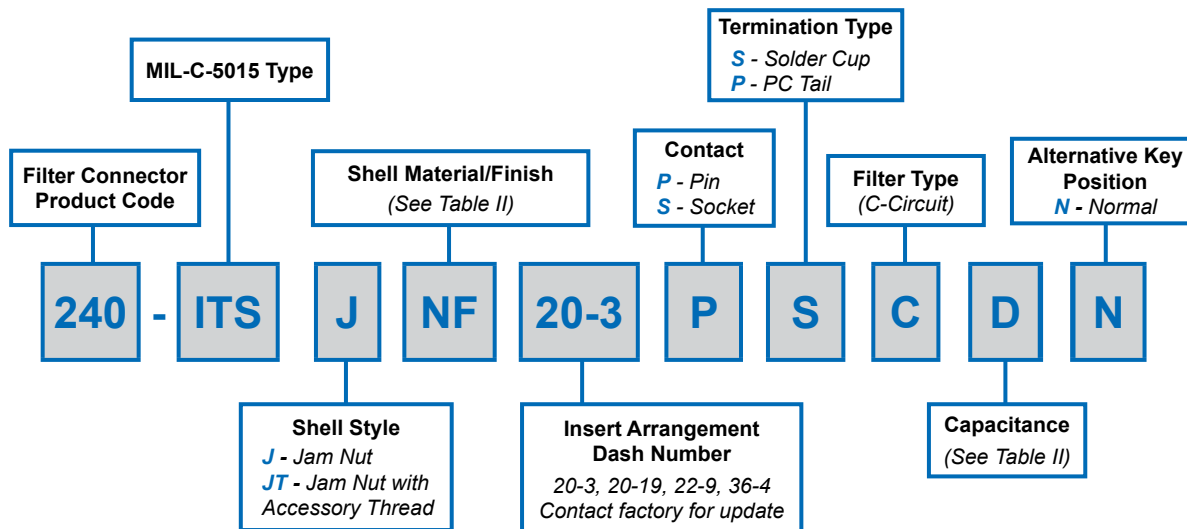 Termination Type
S - Solder Cup
P - PC Tail
MIL-C-5015 Type
Filter Connector
Product Code
Shell Material/Finish
(See Table II)
Contact
P - Pin
S - Socket
Filter Type
(C-Circuit)
Alternative Key
Position
N - Normal
240 - ITS J NF 20-3 P S C D N
Shell Style
J - Jam Nut
JT - Jam Nut with
Accessory Thread
Insert Arrangement
Dash Number
20-3, 20-19, 22-9, 36-4
Contact factory for update
Capacitance
(See Table II)